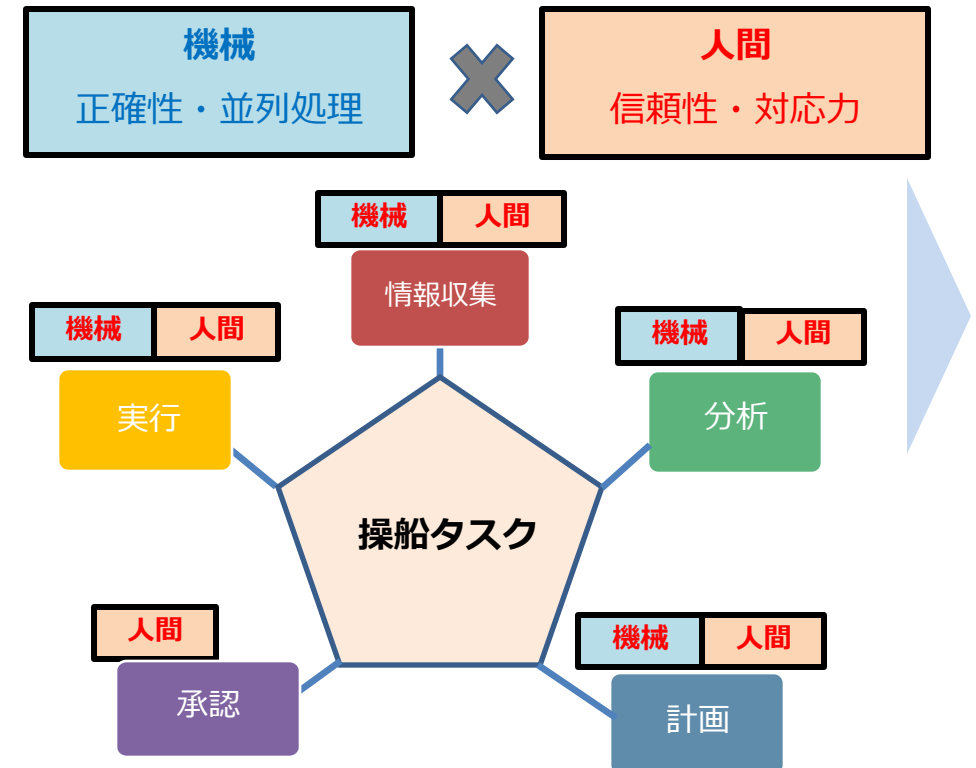 機械
正確性・並列処理
人間
信頼性・対応力
機械 人間
情報収集
機械 人間
実行
機械 人間
分析
操船タスク
人間
承認
機械 人間
計画